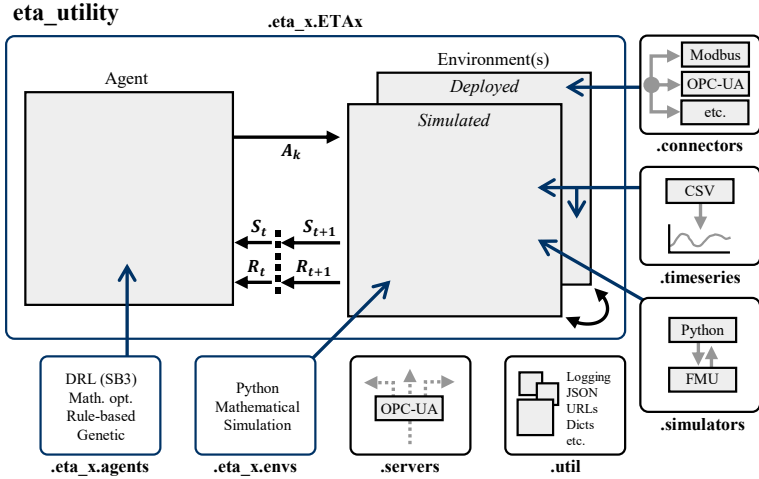 eta_utility
.eta_x.ETAx
Agent
Environment(s)
Deployed
Simulated
A_k
S_t
S_{t+1}
R_t
R_{t+1}
Modbus
OPC-UA
etc.
.connectors
CSV
.timeseries
Python
FMU
.simulators
DRL (SB3)
Math. opt.
Rule-based
Genetic
.eta_x.agents
Python
Mathematical
Simulation
.eta_x.envs
OPC-UA
.servers
Logging
JSON
URLs
Dicts
etc.
.util